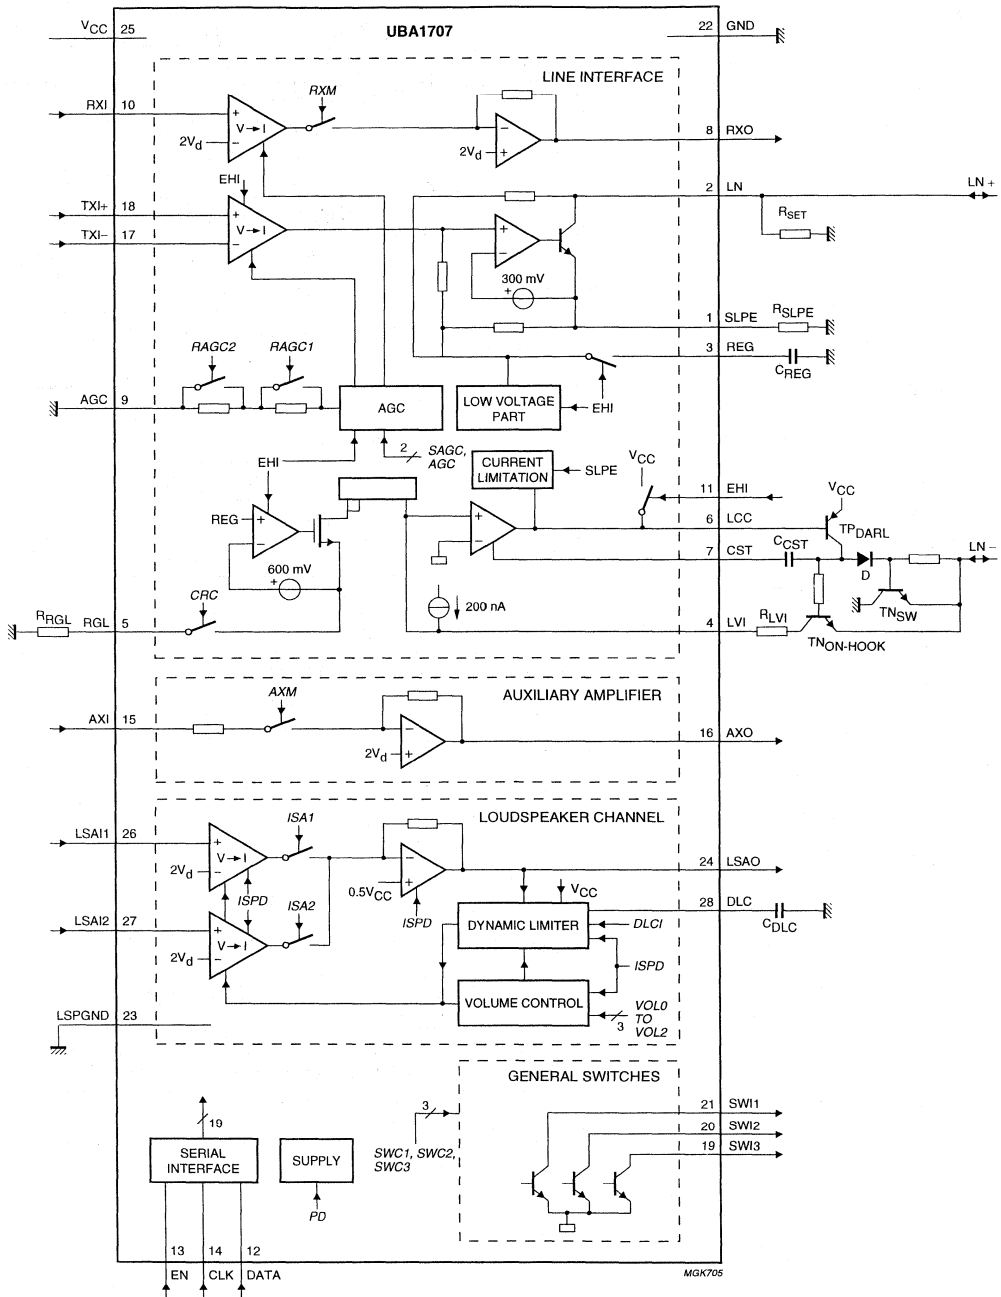 VCC 25
UBA1707
22 GND
LINE INTERFACE
RXI 10
RXM
+
V→I
2Vd
−
−
2Vd
+
8 RXO
EHI
2 LN
LN +
TXI+ 18
+
V→I
TXI− 17
−
+
−
RSET
300 mV
+
1 SLPE
RSLPE
3 REG
CREG
RAGC2
RAGC1
AGC 9
AGC
LOW VOLTAGE
PART
EHI
2
SAGC,
AGC
EHI
CURRENT
LIMITATION
SLPE
VCC
11 EHI
VCC
REG
+
−
+
−
6 LCC
TPDARL
7 CST
CCST
LN −
D
600 mV
+
TNSW
CRC
200 nA
RRGL
RGL 5
4 LVI
RLVI
TNON-HOOK
AUXILIARY AMPLIFIER
AXM
AXI 15
−
2Vd
+
16 AXO
LOUDSPEAKER CHANNEL
ISA1
LSAI1 26
+
V→I
2Vd
−
−
0.5VCC
+
24 LSAO
ISPD
ISA2
ISPD
VCC
28 DLC
CDLC
LSAI2 27
+
V→I
2Vd
−
DYNAMIC LIMITER
DLCI
ISPD
VOLUME CONTROL
VOL0
TO
VOL2
3
LSPGND 23
GENERAL SWITCHES
3
21 SWI1
20 SWI2
19 SWI3
19
SERIAL
INTERFACE
SUPPLY
SWC1, SWC2,
SWC3
PD
13 14 12
EN CLK DATA
MGK705